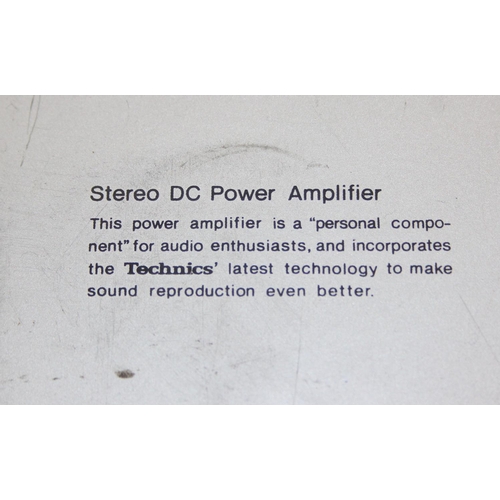 Stereo DC Power Amplifier
This power amplifier is a "personal compo-
nent" for audio enthusiasts, and incorporates
the Technics' latest technology to make
sound reproduction even better.